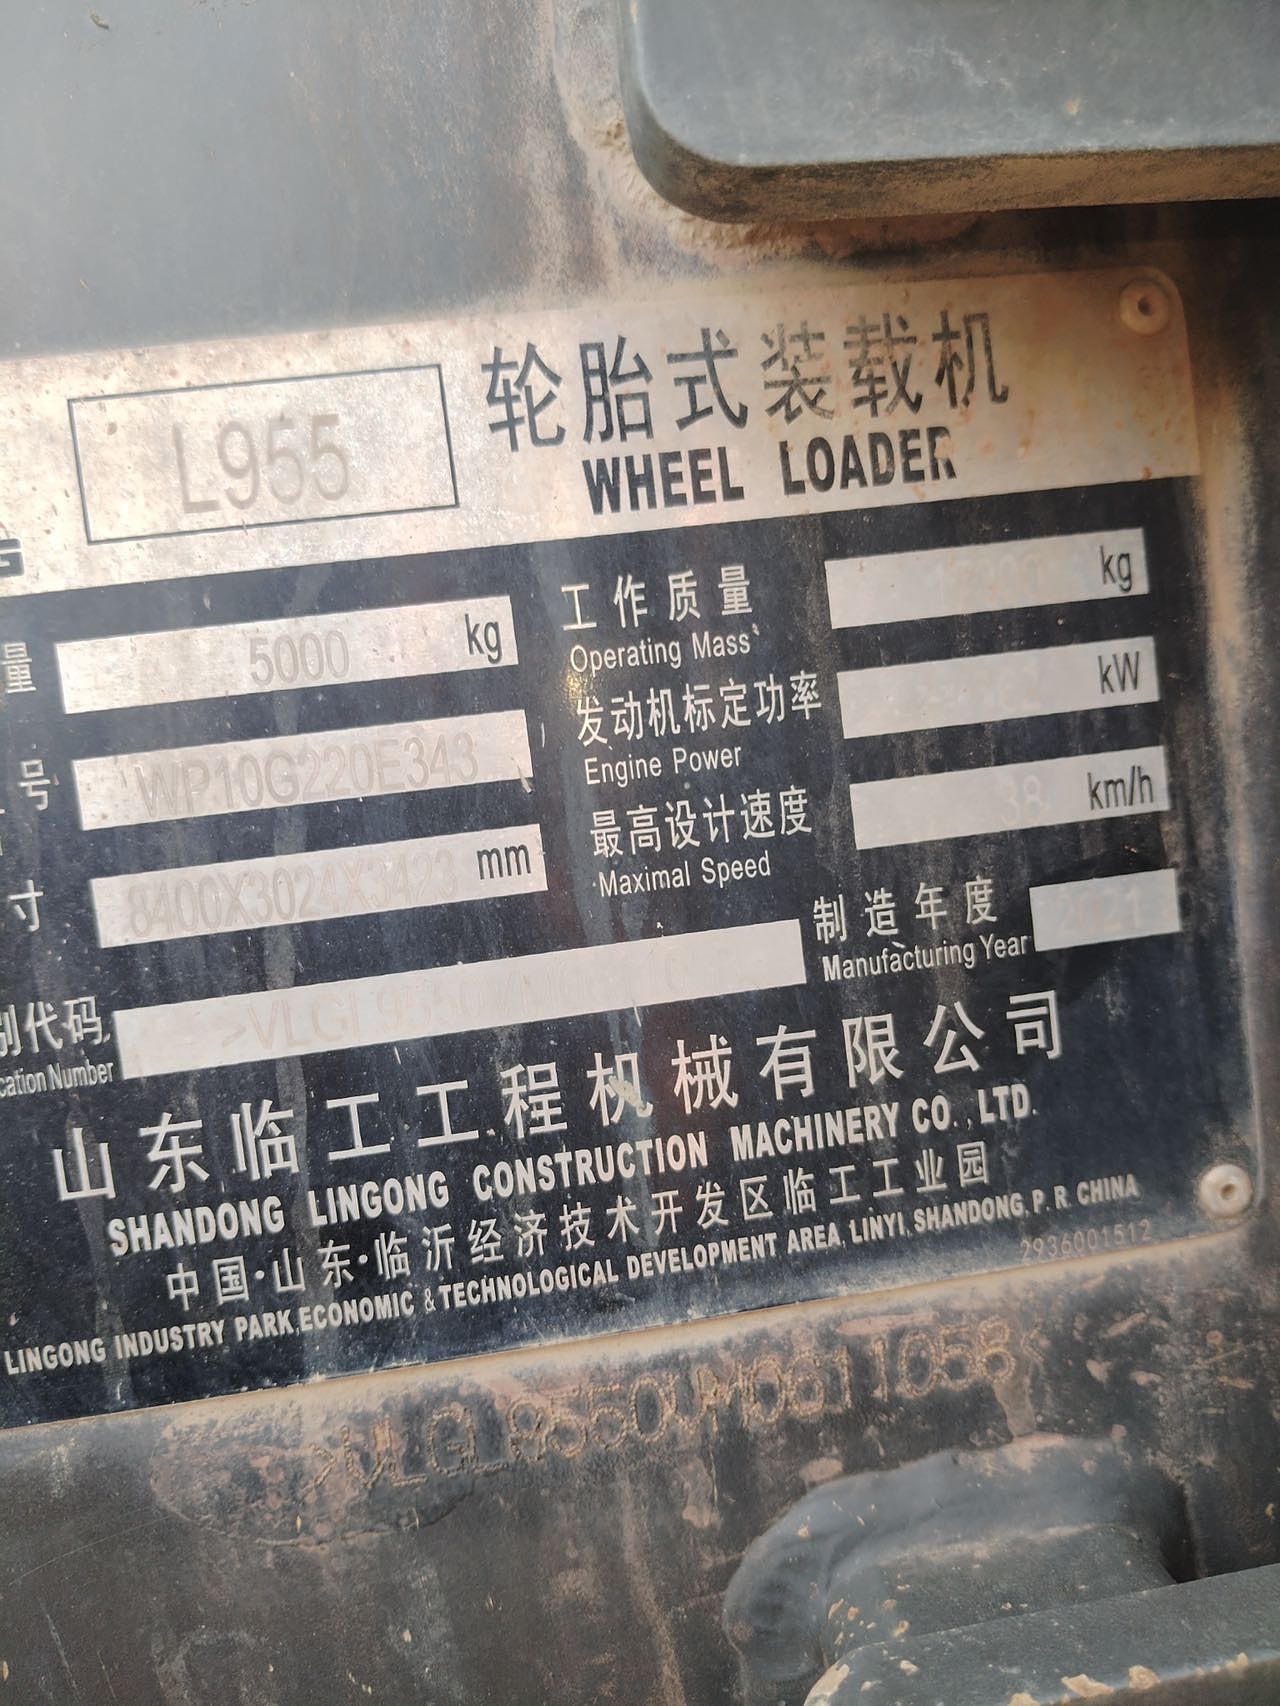 L955 轮胎式装载机
WHEEL LOADER
量 5000 kg
工作质量 kg
Operating Mass
号 WP10G220E343
发动机标定功率 kW
Engine Power
寸 8400X3024X3423 mm
最高设计速度 38 km/h
Maximal Speed
别代码
cation Number
制造年度 2021
Manufacturing Year
山东临工工程机械有限公司
SHANDONG LINGONG CONSTRUCTION MACHINERY CO.,LTD.
中国·山东·临沂经济技术开发区临工工业园
LINGONG INDUSTRY PARK,ECONOMIC & TECHNOLOGICAL DEVELOPMENT AREA, LINYI, SHANDONG, P. R. CHINA
2936001512